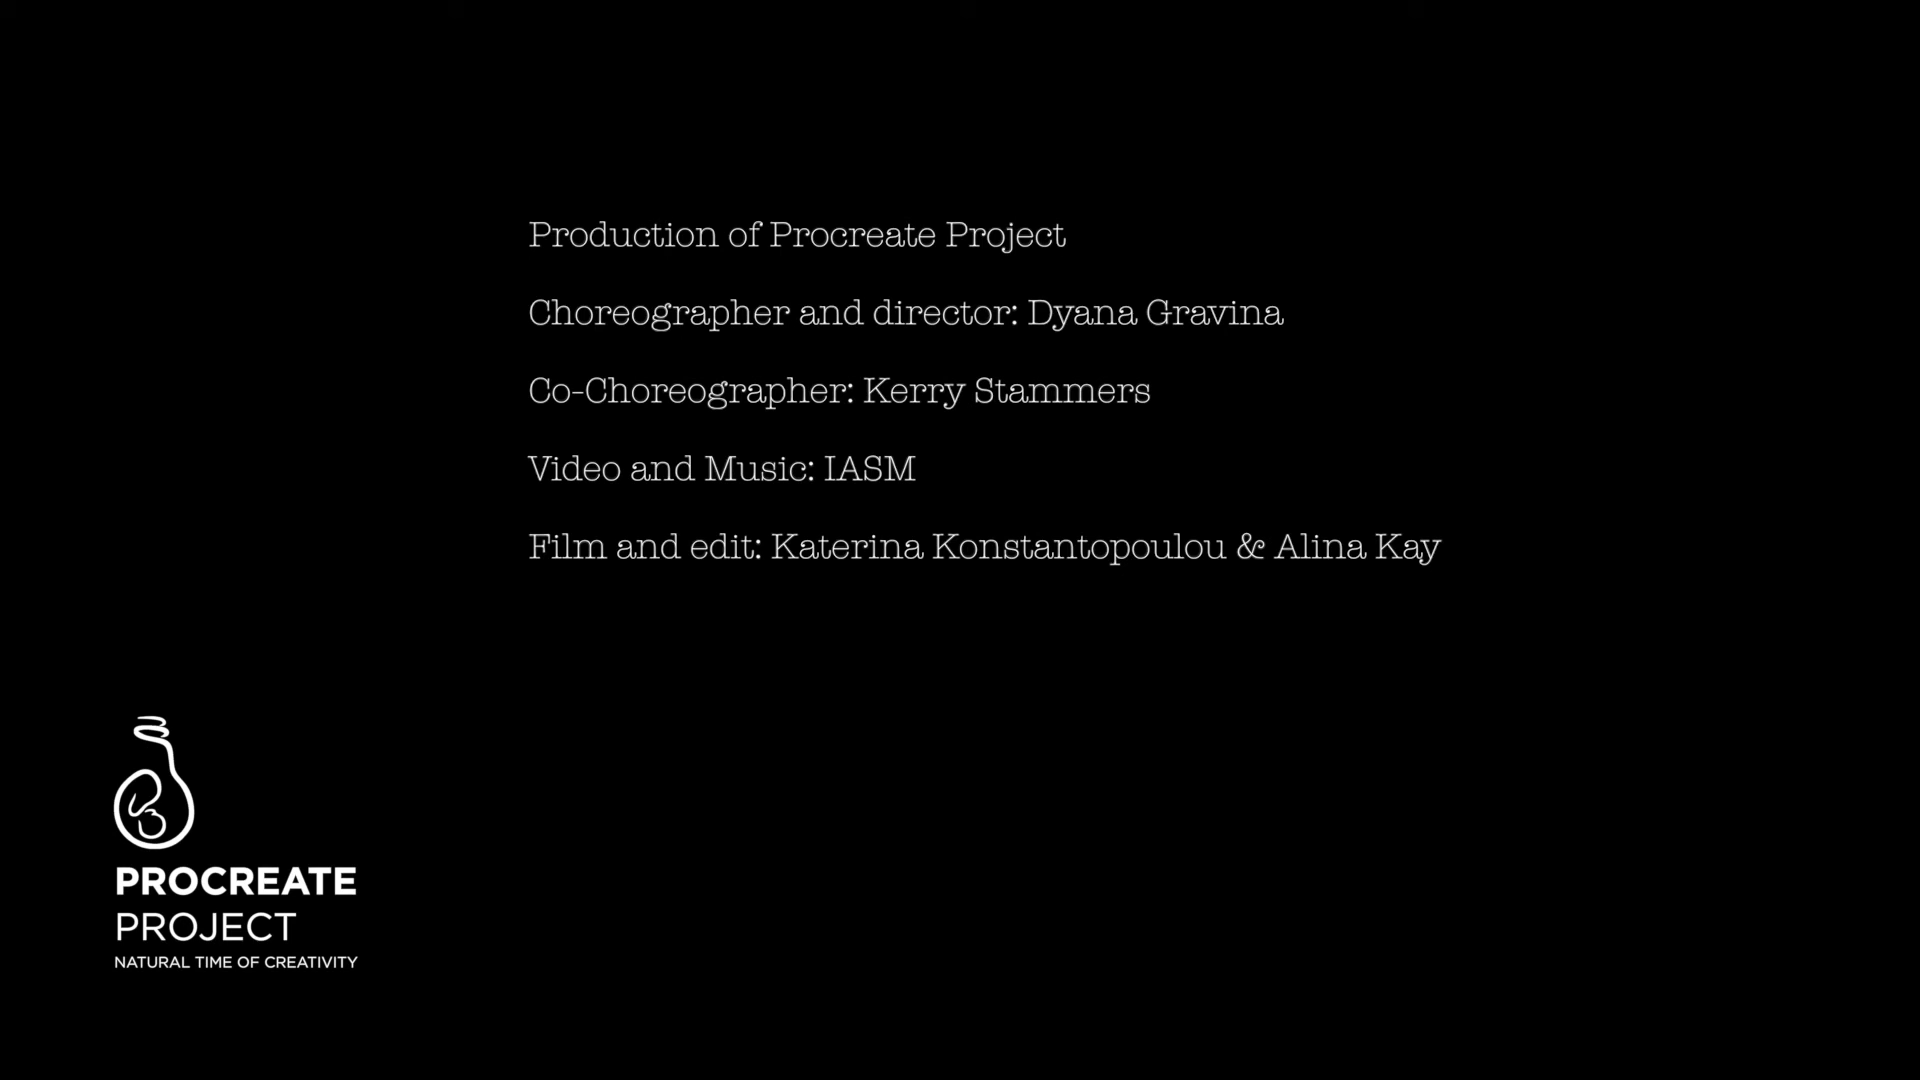 Production of Procreate Project
Choreographer and director: Dyana Gravina
Co-Choreographer: Kerry Stammers
Video and Music: IASM
Film and edit: Katerina Konstantopoulou & Alina Kay
PROCREATE
PROJECT
NATURAL TIME OF CREATIVITY